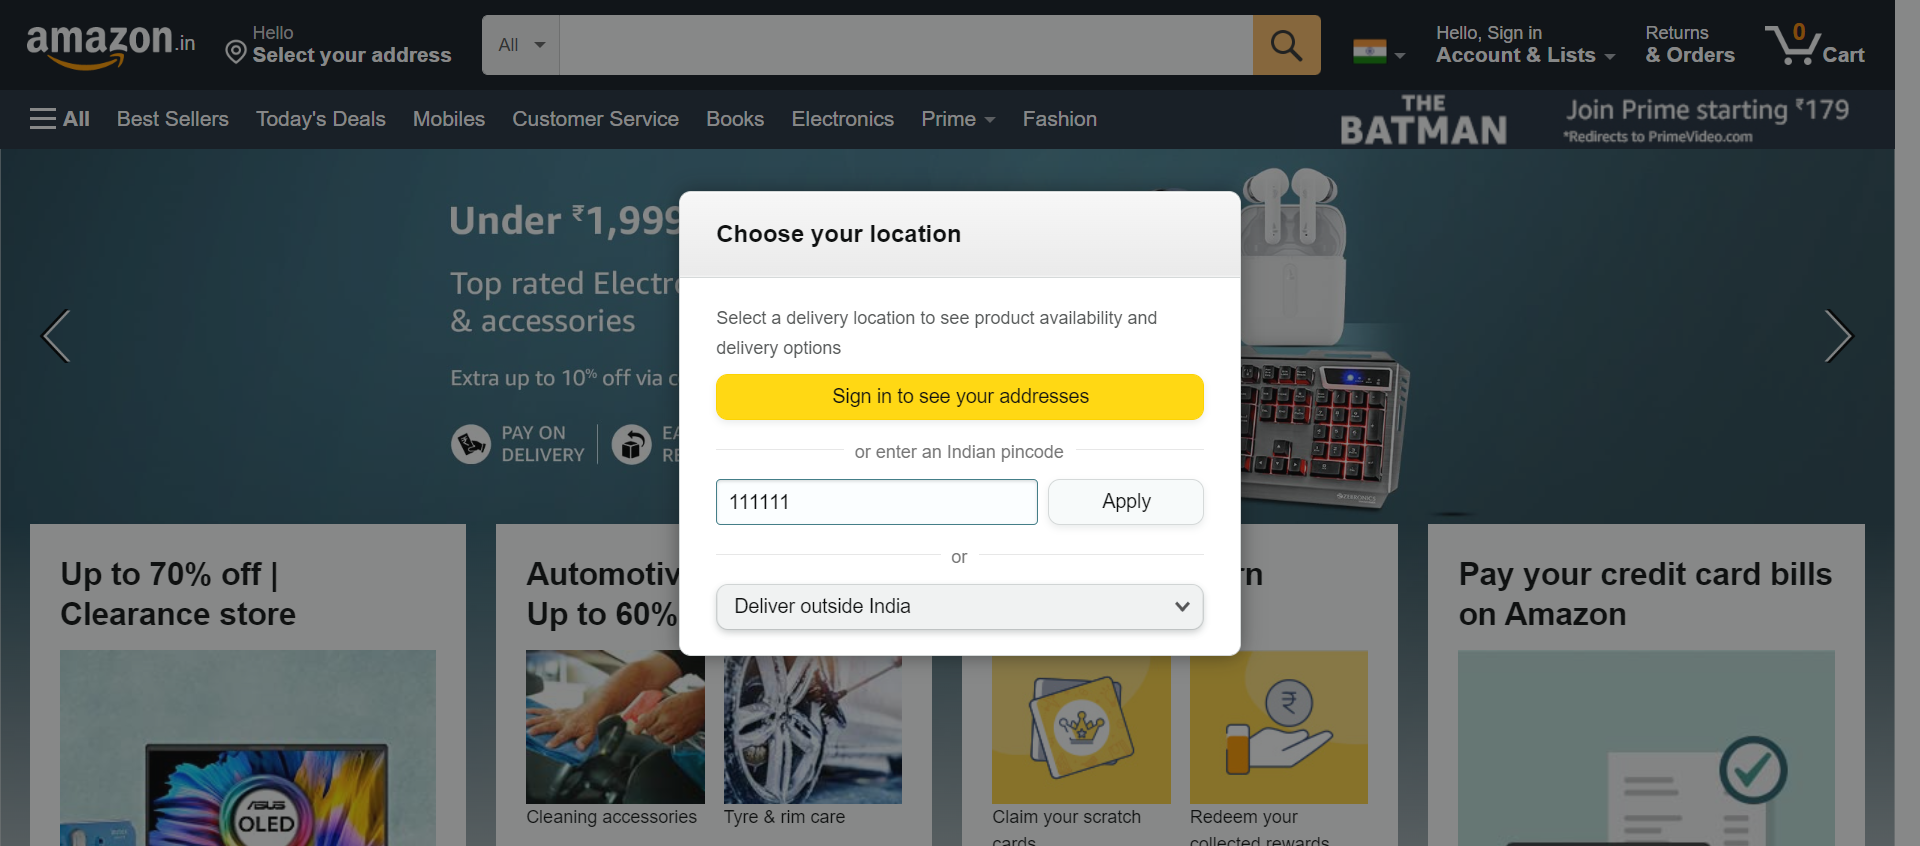 amazon.in
Hello
Select your address
All
Hello, Sign in
Account & Lists
Returns
& Orders
0
Cart
All
Best Sellers
Today's Deals
Mobiles
Customer Service
Books
Electronics
Prime
Fashion
THE
BATMAN
Join Prime starting ₹179
*Redirects to PrimeVideo.com
Under ₹1,999
Top rated Electr
& accessories
Extra up to 10% off via c
PAY ON
DELIVERY
EA
RE
Choose your location
Select a delivery location to see product availability and
delivery options
Sign in to see your addresses
or enter an Indian pincode
111111
Apply
or
Deliver outside India
Up to 70% off |
Clearance store
ASUS
OLED
Automotiv
Up to 60%
Cleaning accessories
Tyre & rim care
rn
Claim your scratch
cards
Redeem your
collected rewards
Pay your credit card bills
on Amazon